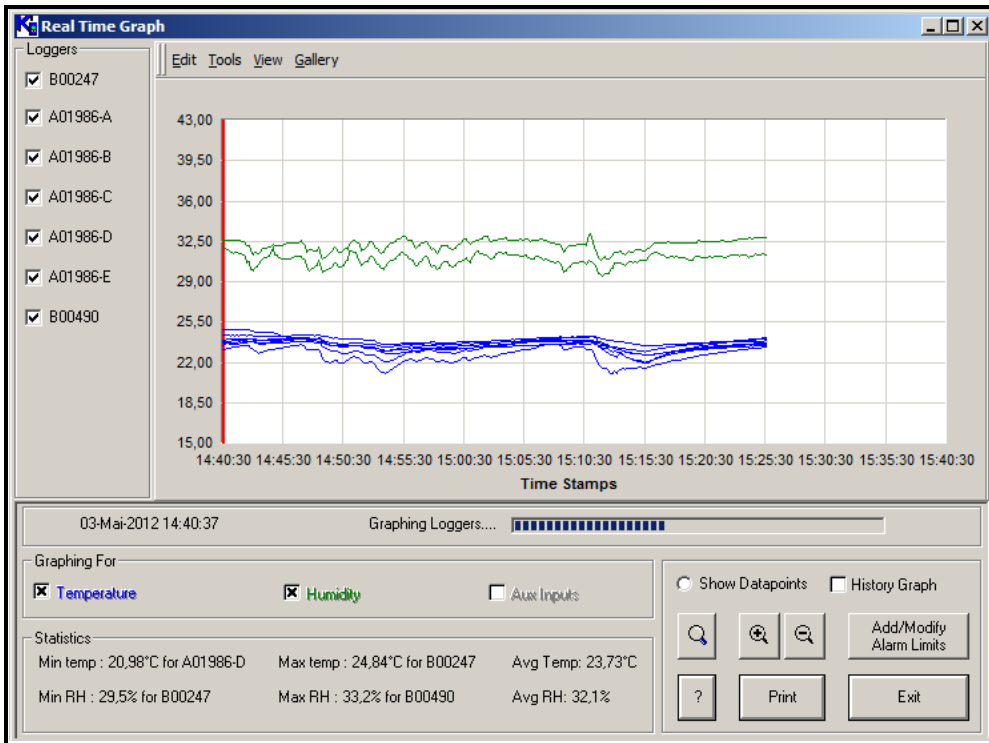 Real Time Graph
Loggers
B00247
A01986-A
A01986-B
A01986-C
A01986-D
A01986-E
B00490
Edit Tools View Gallery
43,00
39,50
36,00
32,50
29,00
25,50
22,00
18,50
15,00
14:40:30 14:45:30 14:50:30 14:55:30 15:00:30 15:05:30 15:10:30 15:15:30 15:20:30 15:25:30 15:30:30 15:35:30 15:40:30
Time Stamps
03-Mai-2012 14:40:37 Graphing Loggers....
Graphing For
Temperature Humidity Aux Inputs
Statistics
Min temp : 20,98°C for A01986-D Max temp : 24,84°C for B00247 Avg Temp: 23,73°C
Min RH : 29,5% for B00247 Max RH : 33,2% for B00490 Avg RH: 32,1%
Show Datapoints History Graph
Add/Modify
Alarm Limits
? Print Exit